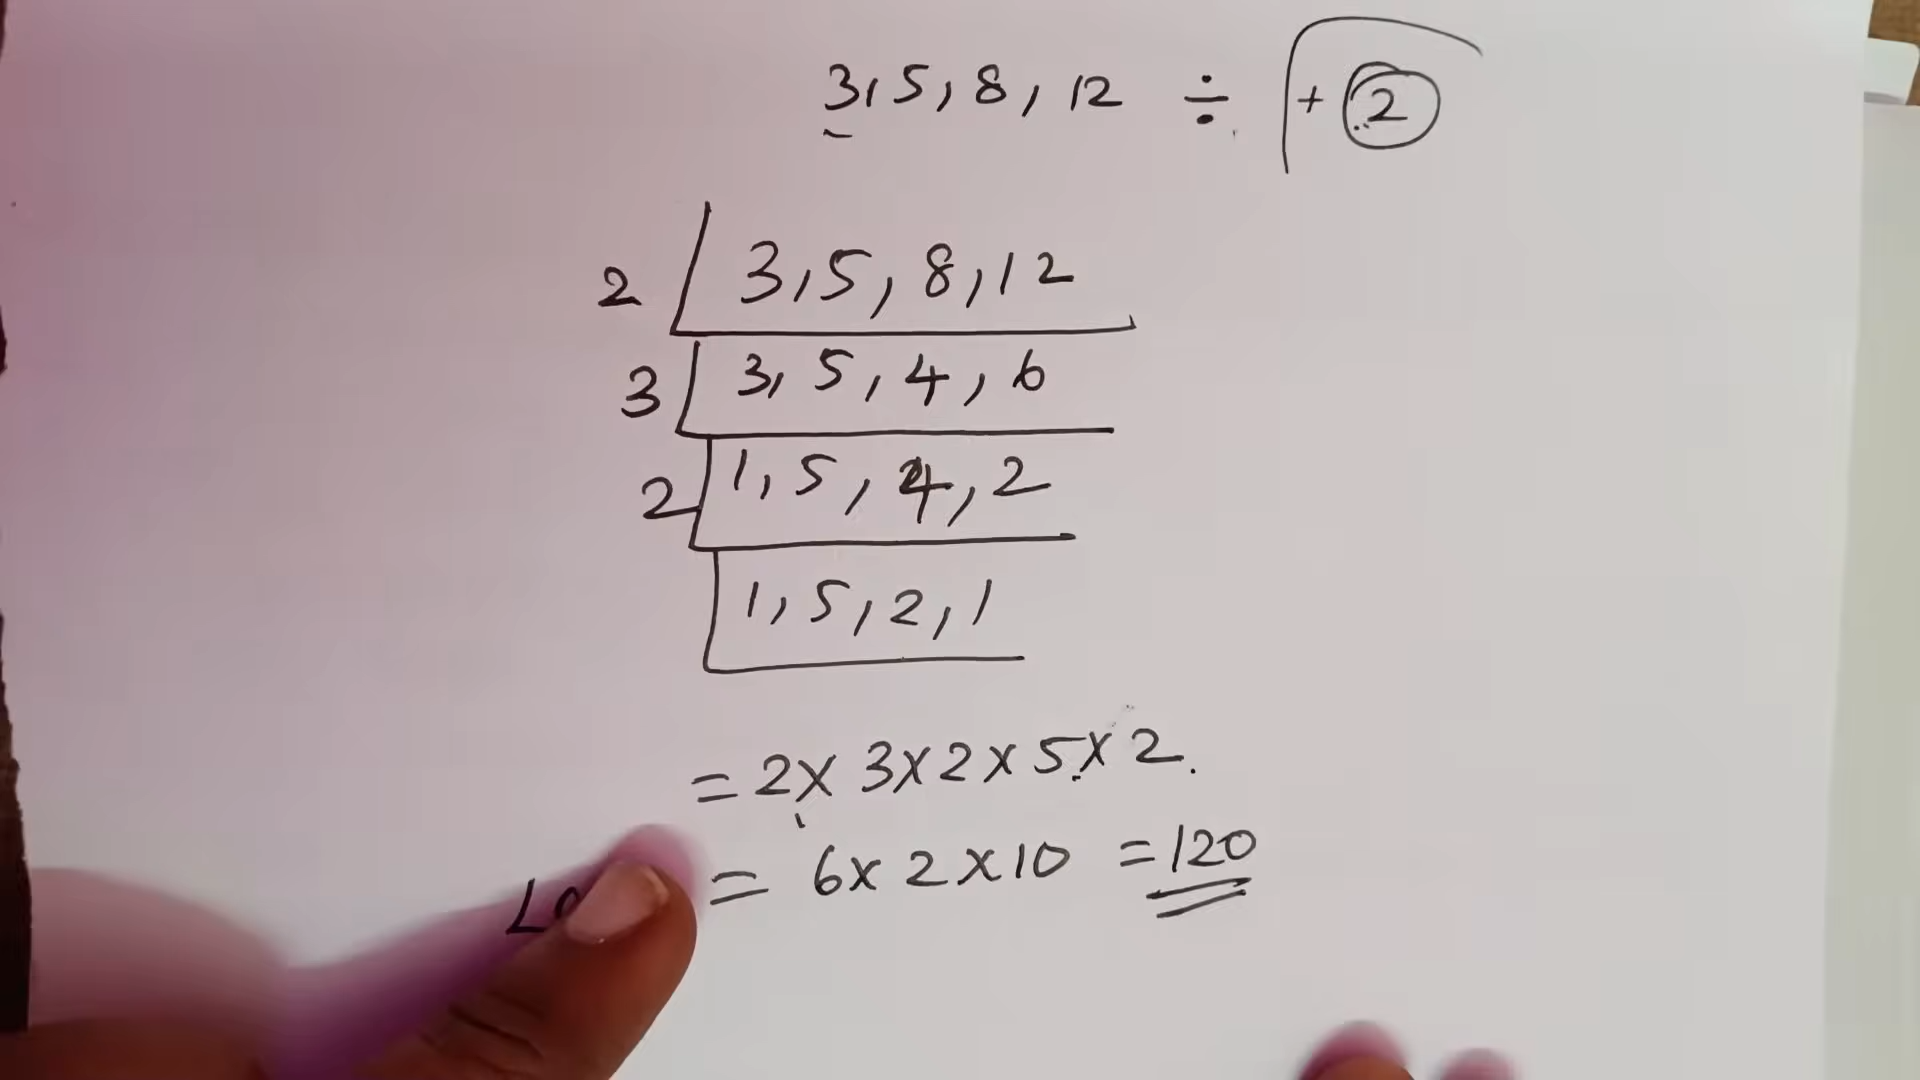 3, 5, 8, 12 ÷ + 2
2 3, 5, 8, 12
3 3, 5, 4, 6
2 1, 5, 4, 2
1, 5, 2, 1
= 2 x 3 x 2 x 5 x 2.
= 6 x 2 x 10 = 120